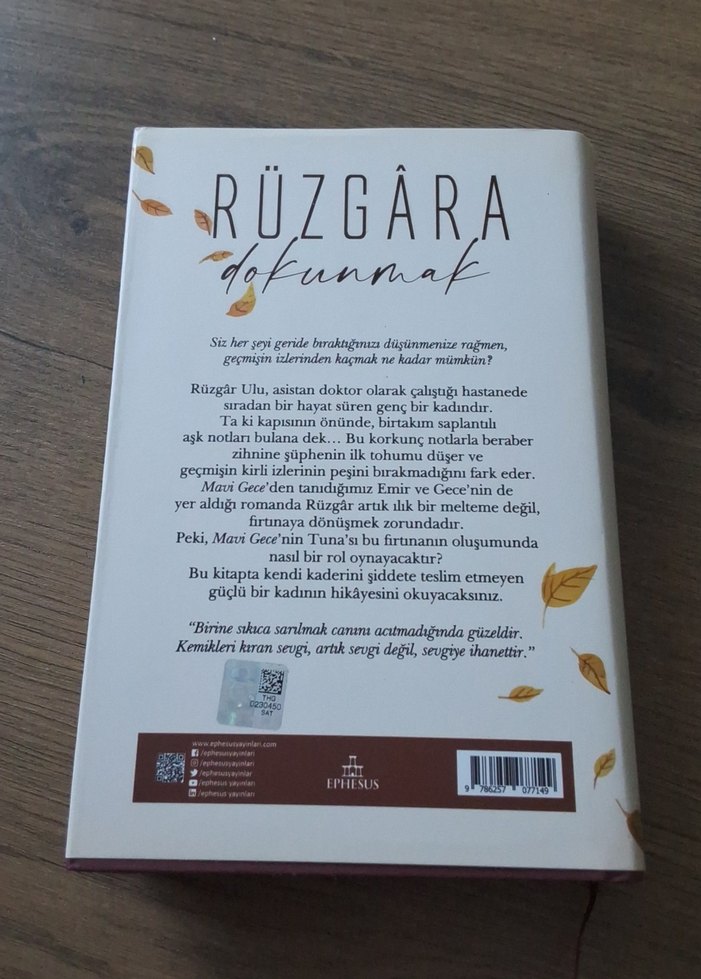 RÜZGÂRA
dokunmak
Siz her şeyi geride bıraktığınızı düşünmenize rağmen,
geçmişin izlerinden kaçmak ne kadar mümkün?
Rüzgâr Ulu, asistan doktor olarak çalıştığı hastanede
sıradan bir hayat süren genç bir kadındır.
Ta ki kapısının önünde, birtakım saplantılı
aşk notları bulana dek... Bu korkunç notlarla beraber
zihnine şüphenin ilk tohumu düşer ve
geçmişin kirli izlerinin peşini bırakmadığını fark eder.
Mavi Gece'den tanıdığımız Emir ve Gece'nin de
yer aldığı romanda Rüzgâr artık ılık bir melteme değil,
fırtınaya dönüşmek zorundadır.
Peki, Mavi Gece'nin Tuna'sı bu fırtınanın oluşumunda
nasıl bir rol oynayacaktır?
Bu kitapta kendi kaderini şiddete teslim etmeyen
güçlü bir kadının hikâyesini okuyacaksınız.
"Birine sıkıca sarılmak canını acıtmadığında güzeldir.
Kemikleri kıran sevgi, artık sevgi değil, sevgiye ihanettir."
THG
0230450
SAT
www.ephesusyayinlari.com
/ephesusyayinlari
/ephesusyayinlari
/ephesusyayinlar
/ephesus-yayınları
/ephesus yayınları
EPHESUS
9 786257 077149